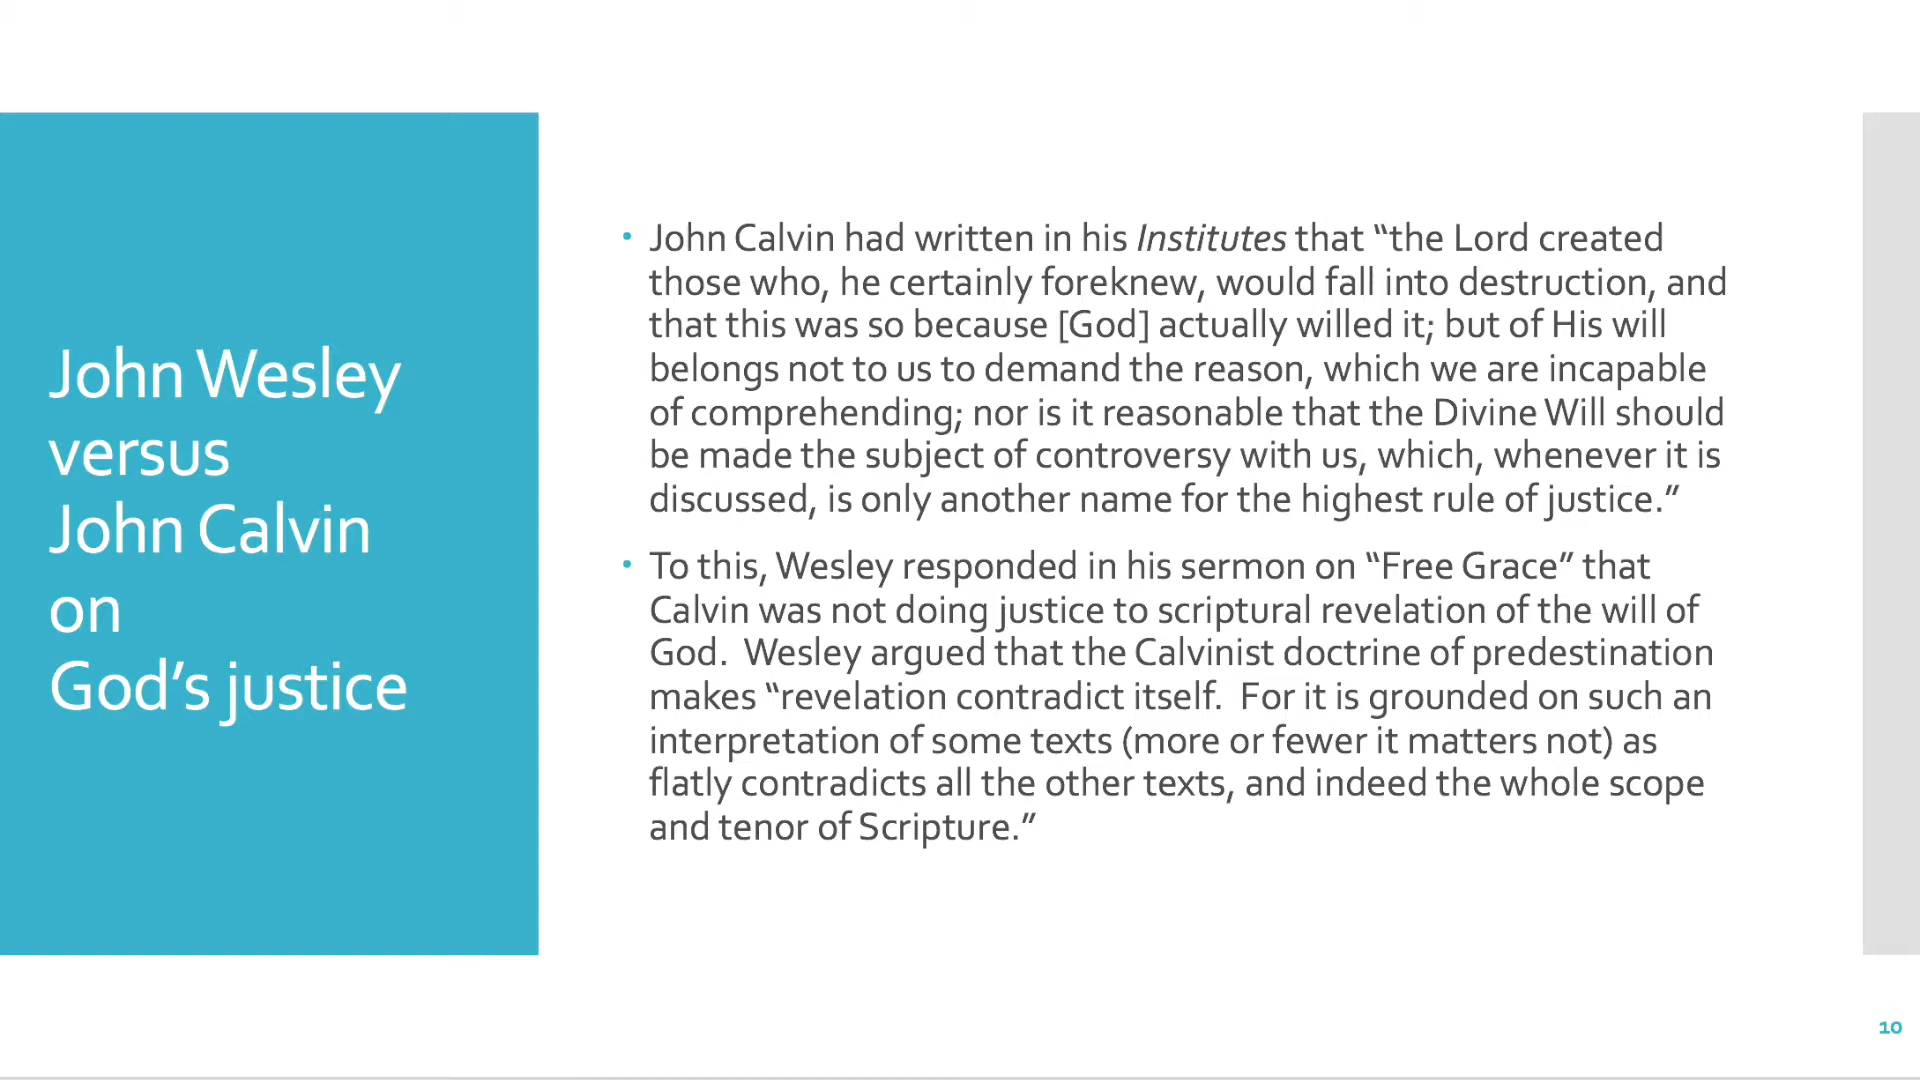 John Wesley
versus
John Calvin
on
God’s justice
• John Calvin had written in his Institutes that “the Lord created
those who, he certainly foreknew, would fall into destruction, and
that this was so because [God] actually willed it; but of His will
belongs not to us to demand the reason, which we are incapable
of comprehending; nor is it reasonable that the Divine Will should
be made the subject of controversy with us, which, whenever it is
discussed, is only another name for the highest rule of justice.”
• To this, Wesley responded in his sermon on “Free Grace” that
Calvin was not doing justice to scriptural revelation of the will of
God.  Wesley argued that the Calvinist doctrine of predestination
makes “revelation contradict itself.  For it is grounded on such an
interpretation of some texts (more or fewer it matters not) as
flatly contradicts all the other texts, and indeed the whole scope
and tenor of Scripture.”
10